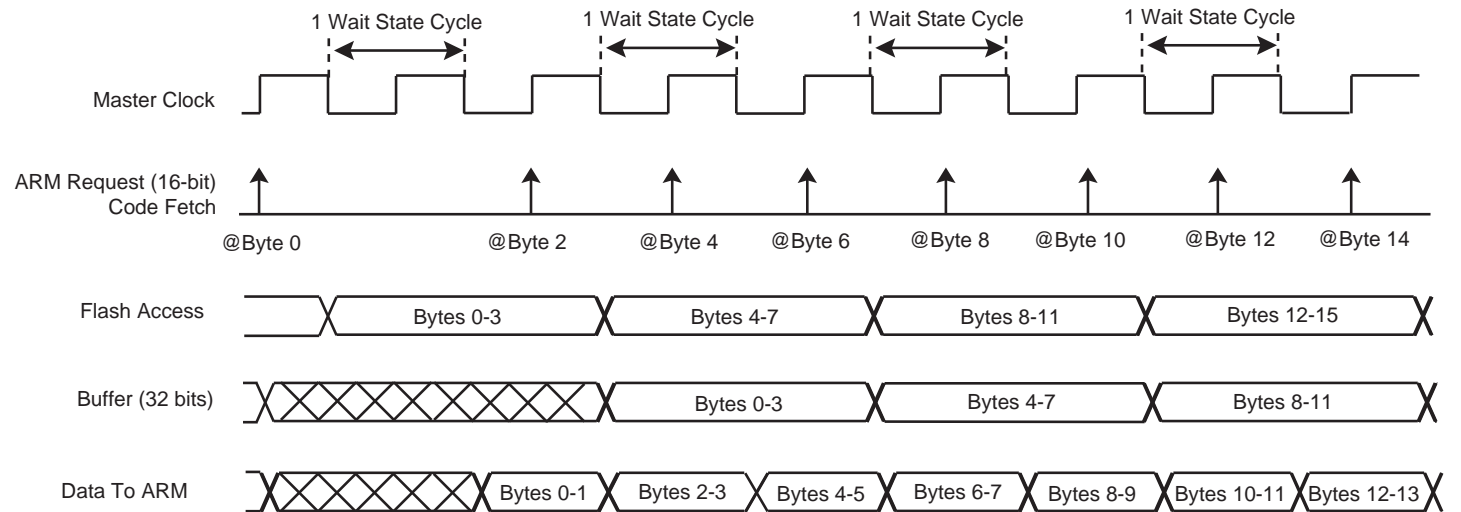 1 Wait State Cycle
1 Wait State Cycle
1 Wait State Cycle
1 Wait State Cycle
Master Clock
ARM Request (16-bit)
Code Fetch
@Byte 0
@Byte 2
@Byte 4
@Byte 6
@Byte 8
@Byte 10
@Byte 12
@Byte 14
Flash Access
Bytes 0-3
Bytes 4-7
Bytes 8-11
Bytes 12-15
Buffer (32 bits)
Bytes 0-3
Bytes 4-7
Bytes 8-11
Data To ARM
Bytes 0-1
Bytes 2-3
Bytes 4-5
Bytes 6-7
Bytes 8-9
Bytes 10-11
Bytes 12-13